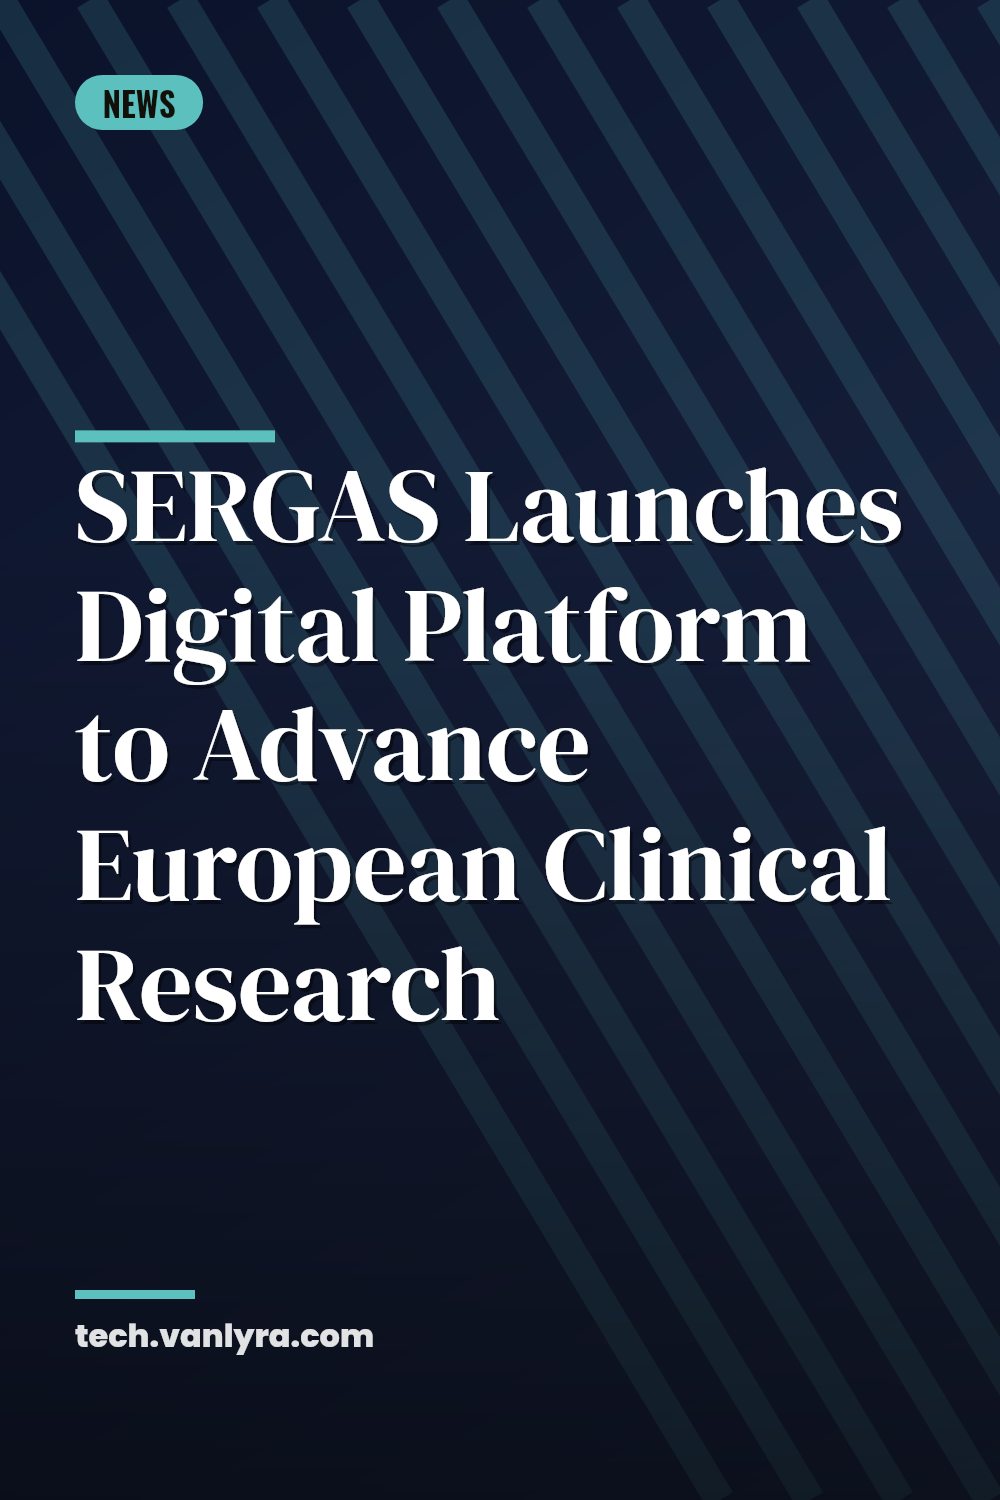 NEWS
SERGAS Launches
Digital Platform
to Advance
European Clinical
Research
tech.vanlyra.com